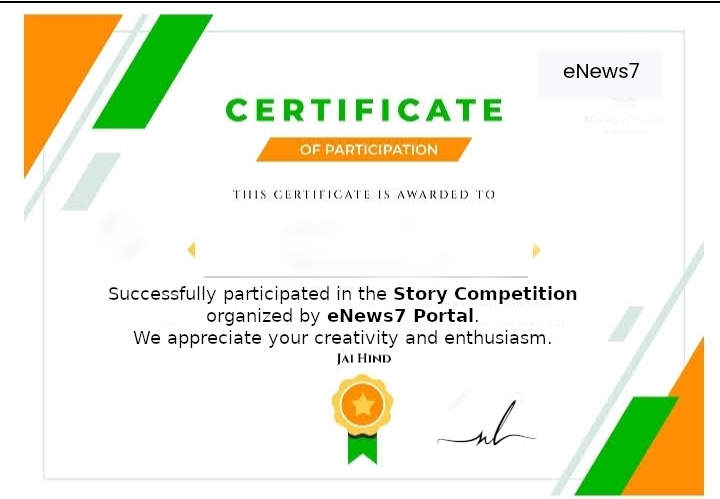 eNews7
CERTIFICATE
OF PARTICIPATION
THIS CERTIFICATE IS AWARDED TO
Successfully participated in the Story Competition
organized by eNews7 Portal.
We appreciate your creativity and enthusiasm.
JAI HIND